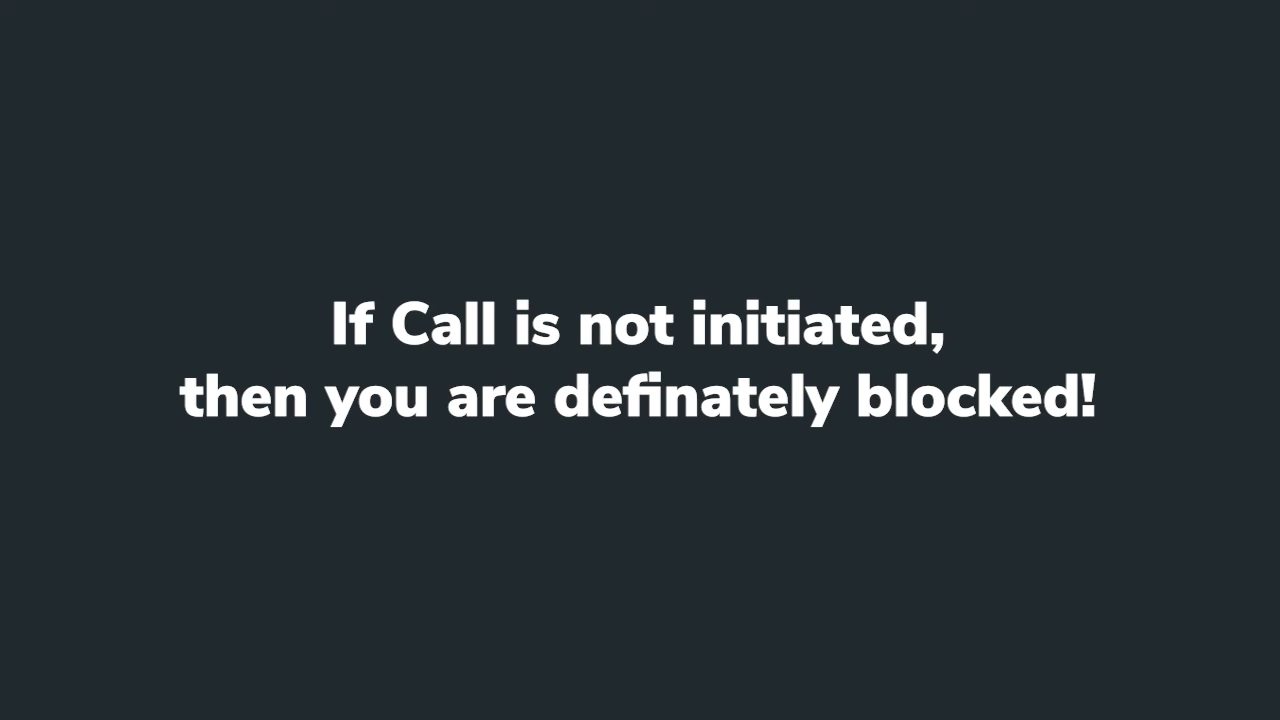 If Call is not initiated,
then you are definately blocked!